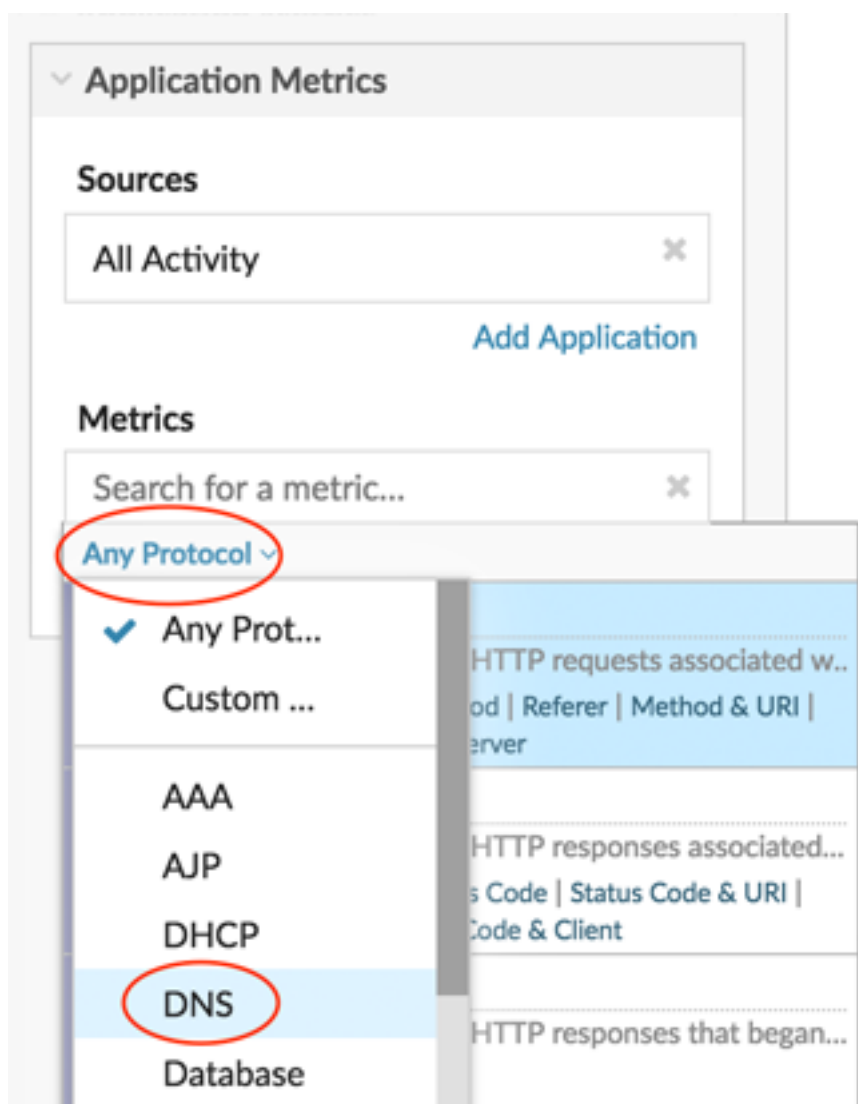 Application Metrics
Sources
All Activity
Add Application
Metrics
Search for a metric...
Any Protocol
Any Prot...
Custom ...
AAA
AJP
DHCP
DNS
Database
HTTP requests associated w..
od | Referer | Method & URI |
erver
HTTP responses associated...
s Code | Status Code & URI |
Code & Client
HTTP responses that began...